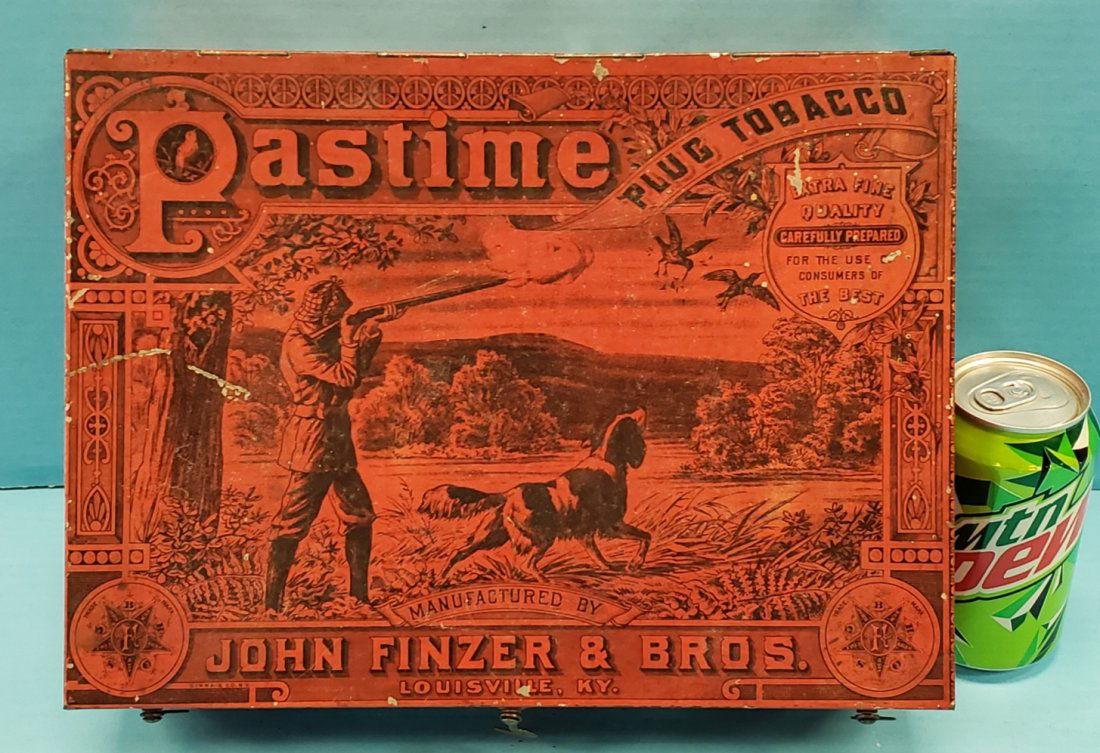 Pastime
PLUG TOBACCO
EXTRA FINE
QUALITY
CAREFULLY PREPARED
FOR THE USE
CONSUMERS OF
THE BEST
MANUFACTURED BY
JOHN FINZER & BROS.
LOUISVILLE, KY.
mtn
Dew